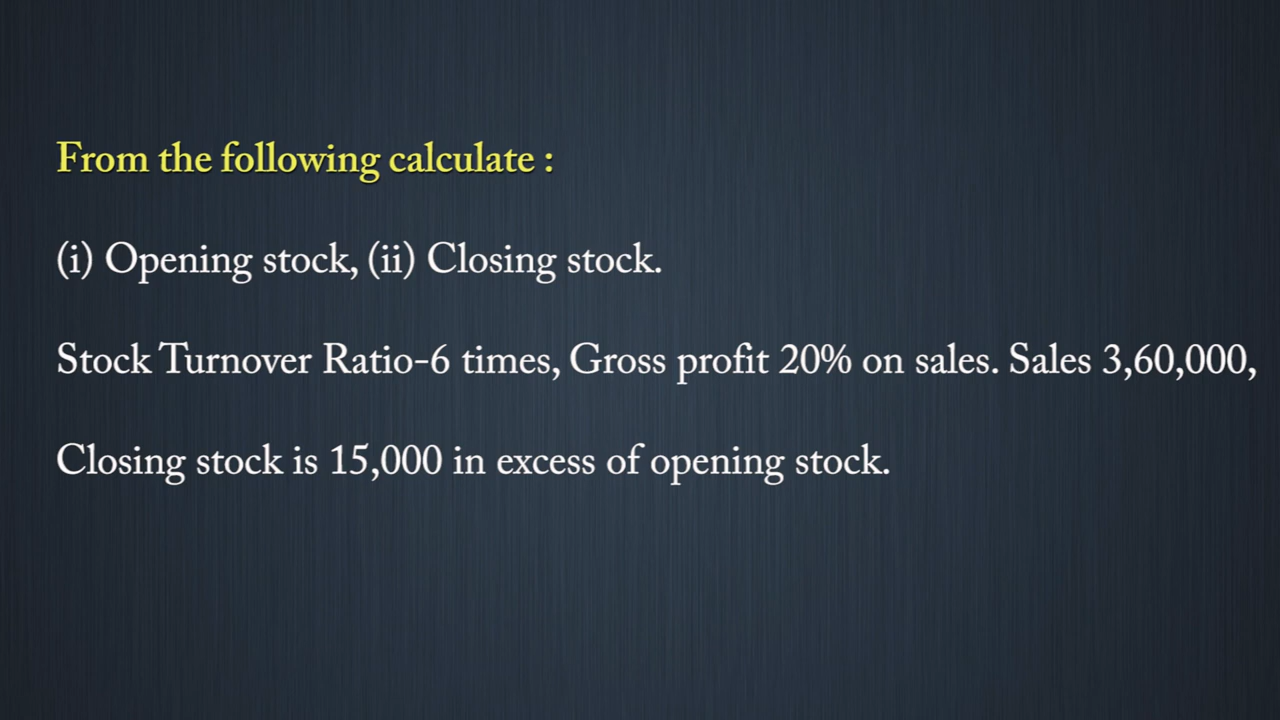 From the following calculate :
(i) Opening stock, (ii) Closing stock.
Stock Turnover Ratio-6 times, Gross profit 20% on sales. Sales 3,60,000,
Closing stock is 15,000 in excess of opening stock.